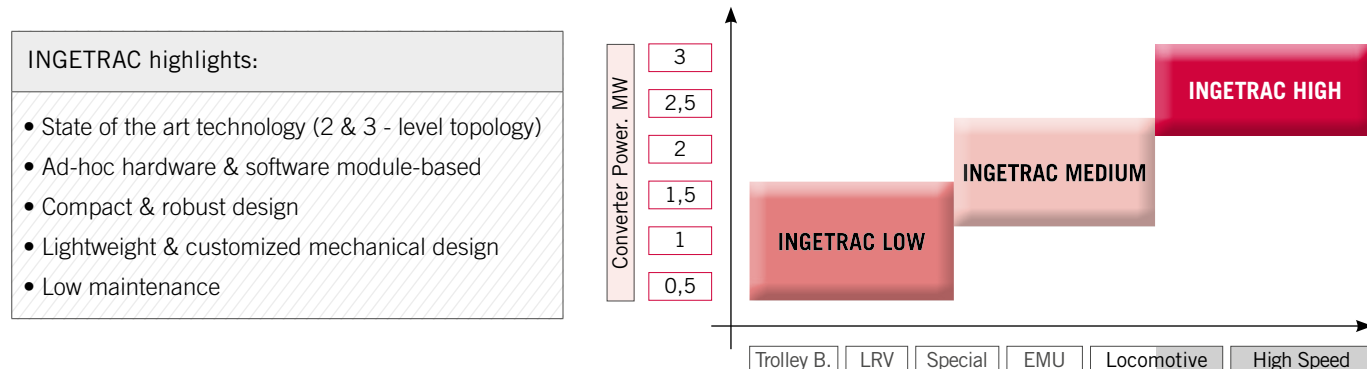 INGETRAC highlights:
• State of the art technology (2 & 3 - level topology)
• Ad-hoc hardware & software module-based
• Compact & robust design
• Lightweight & customized mechanical design
• Low maintenance
Converter Power. MW
3
2,5
2
1,5
1
0,5
INGETRAC HIGH
INGETRAC MEDIUM
INGETRAC LOW
Trolley B.
LRV
Special
EMU
Locomotive
High Speed